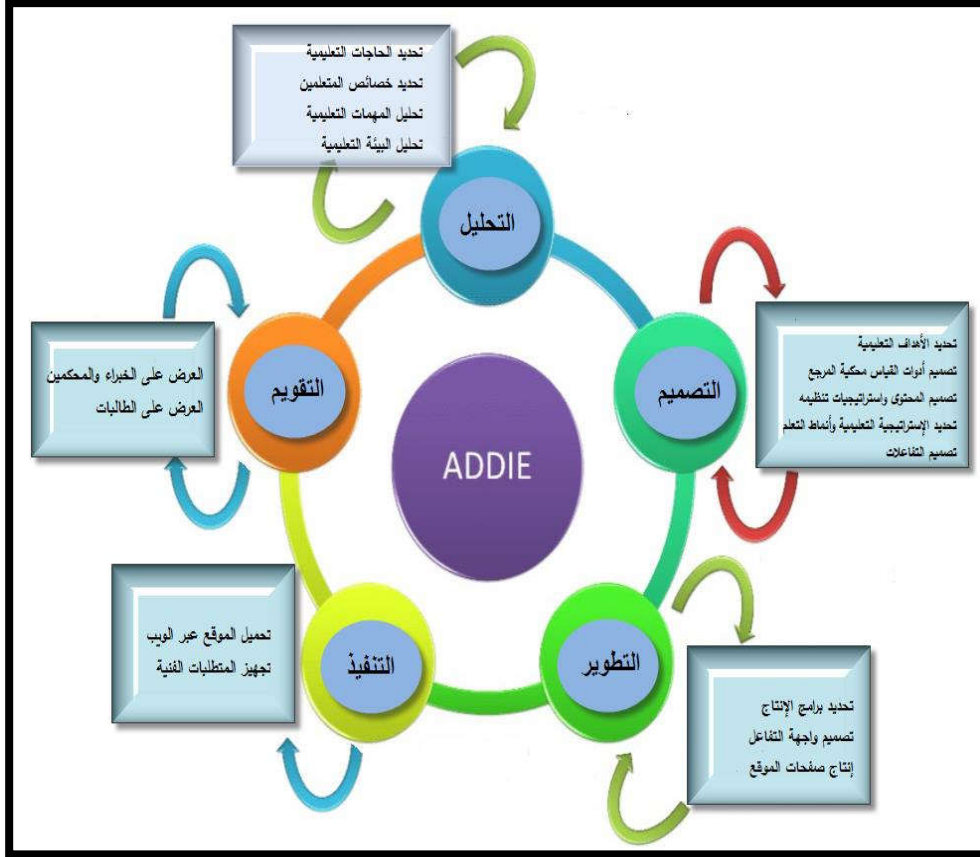 تحديد الحاجات التعليمية
تحديد خصائص المتعلمين
تحليل المهمات التعليمية
تحليل البيئة التعليمية
التحليل
تحديد الأهداف التعليمية
تصميم أدوات القياس محكية المرجع
تصميم المحتوى واستراتيجيات تنظيمه
تحديد الإستراتيجية التعليمية وأنماط التعلم
تصميم التفاعلات
التصميم
العرض على الخبراء والمحكمين
العرض على الطالبات
التقويم
ADDIE
تحميل الموقع عبر الويب
تجهيز المتطلبات الفنية
التنفيذ
التطوير
تحديد برامج الإنتاج
تصميم واجهة التفاعل
إنتاج صفحات الموقع